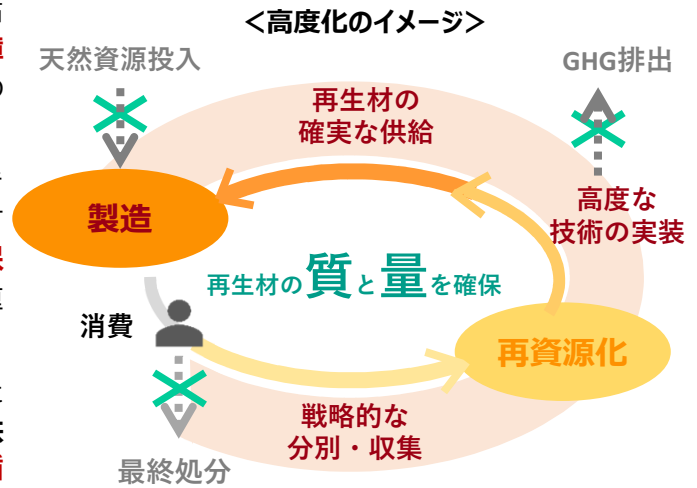 <高度化のイメージ>
天然資源投入
GHG排出
再生材の
確実な供給
製造
高度な
技術の実装
再生材の質と量を確保
消費
再資源化
戦略的な
分別・収集
最終処分